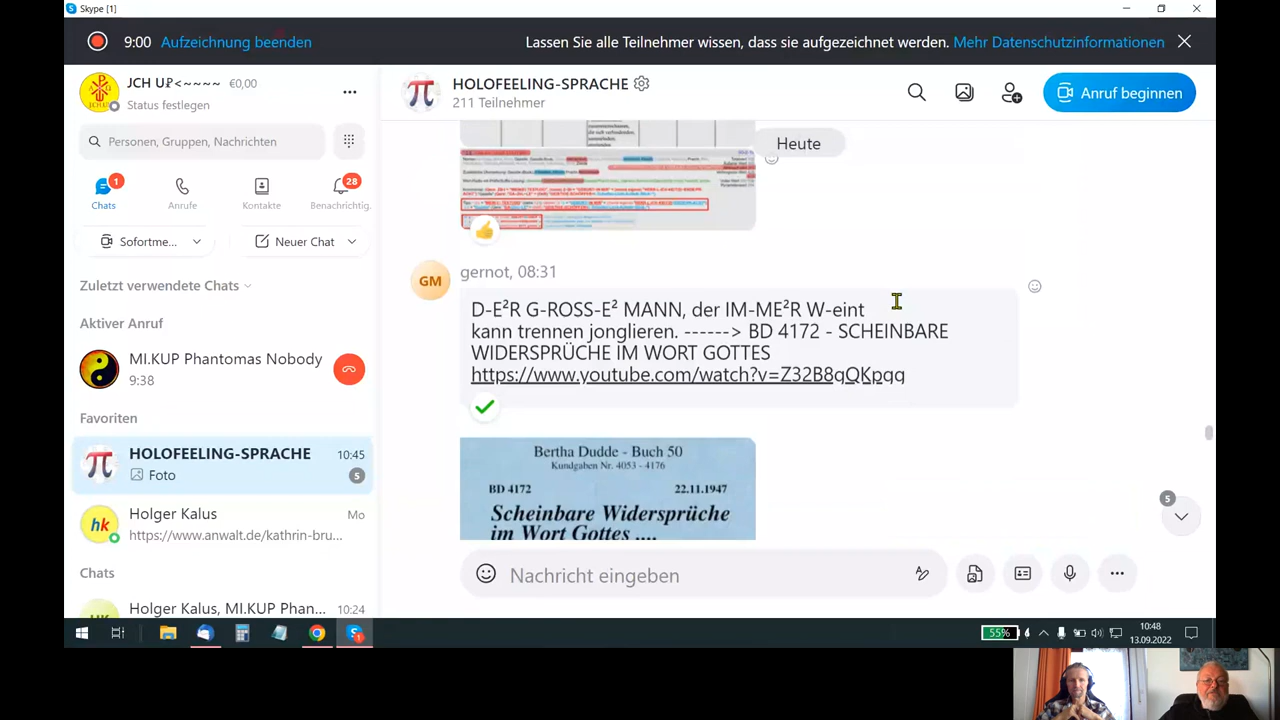 Skype [1]
9:00 Aufzeichnung beenden
Lassen Sie alle Teilnehmer wissen, dass sie aufgezeichnet werden. Mehr Datenschutzinformationen
JCH U₽<~~~~ €0,00
Status festlegen
Personen, Gruppen, Nachrichten
1
28
Chats
Anrufe
Kontakte
Benachrichtig.
Sofortme...
Neuer Chat
Zuletzt verwendete Chats
Aktiver Anruf
MI.KUP Phantomas Nobody
9:38
Favoriten
HOLOFEELING-SPRACHE 10:45
Foto 5
hk
Holger Kalus Mo
https://www.anwalt.de/kathrin-bru...
Chats
Holger Kalus, MI.KUP Phan... 10:24
HOLOFEELING-SPRACHE
211 Teilnehmer
Anruf beginnen
Heute
GM
gernot, 08:31
D-E²R G-ROSS-E² MANN, der IM-ME²R W-eint
kann trennen jonglieren. ------> BD 4172 - SCHEINBARE
WIDERSPRÜCHE IM WORT GOTTES
https://www.youtube.com/watch?v=Z32B8gQKpqg
Bertha Dudde - Buch 50
Kundgaben Nr. 4053 - 4176
BD 4172 22.11.1947
Scheinbare Widersprüche
im Wort Gottes ....
5
Nachricht eingeben
55%
10:48
13.09.2022